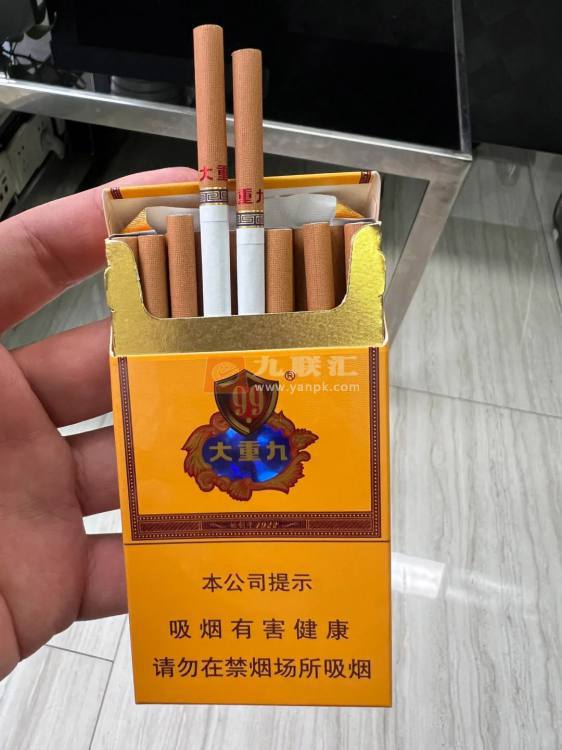 大重九
重九
九联汇
www.yanpk.com
99
®
大重九
1922
本公司提示
吸烟有害健康
请勿在禁烟场所吸烟